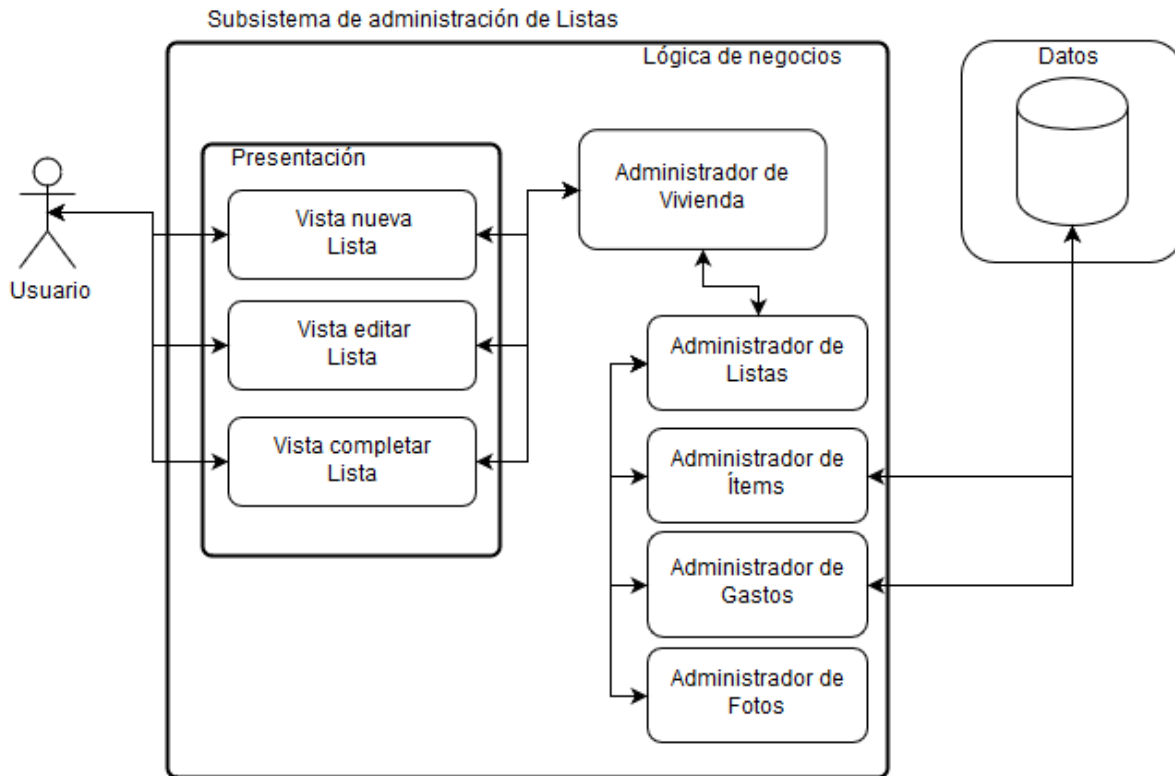 Subsistema de administración de Listas
Lógica de negocios
Datos
Presentación
Vista nueva
Lista
Vista editar
Lista
Vista completar
Lista
Usuario
Administrador de
Vivienda
Administrador de
Listas
Administrador de
Ítems
Administrador de
Gastos
Administrador de
Fotos